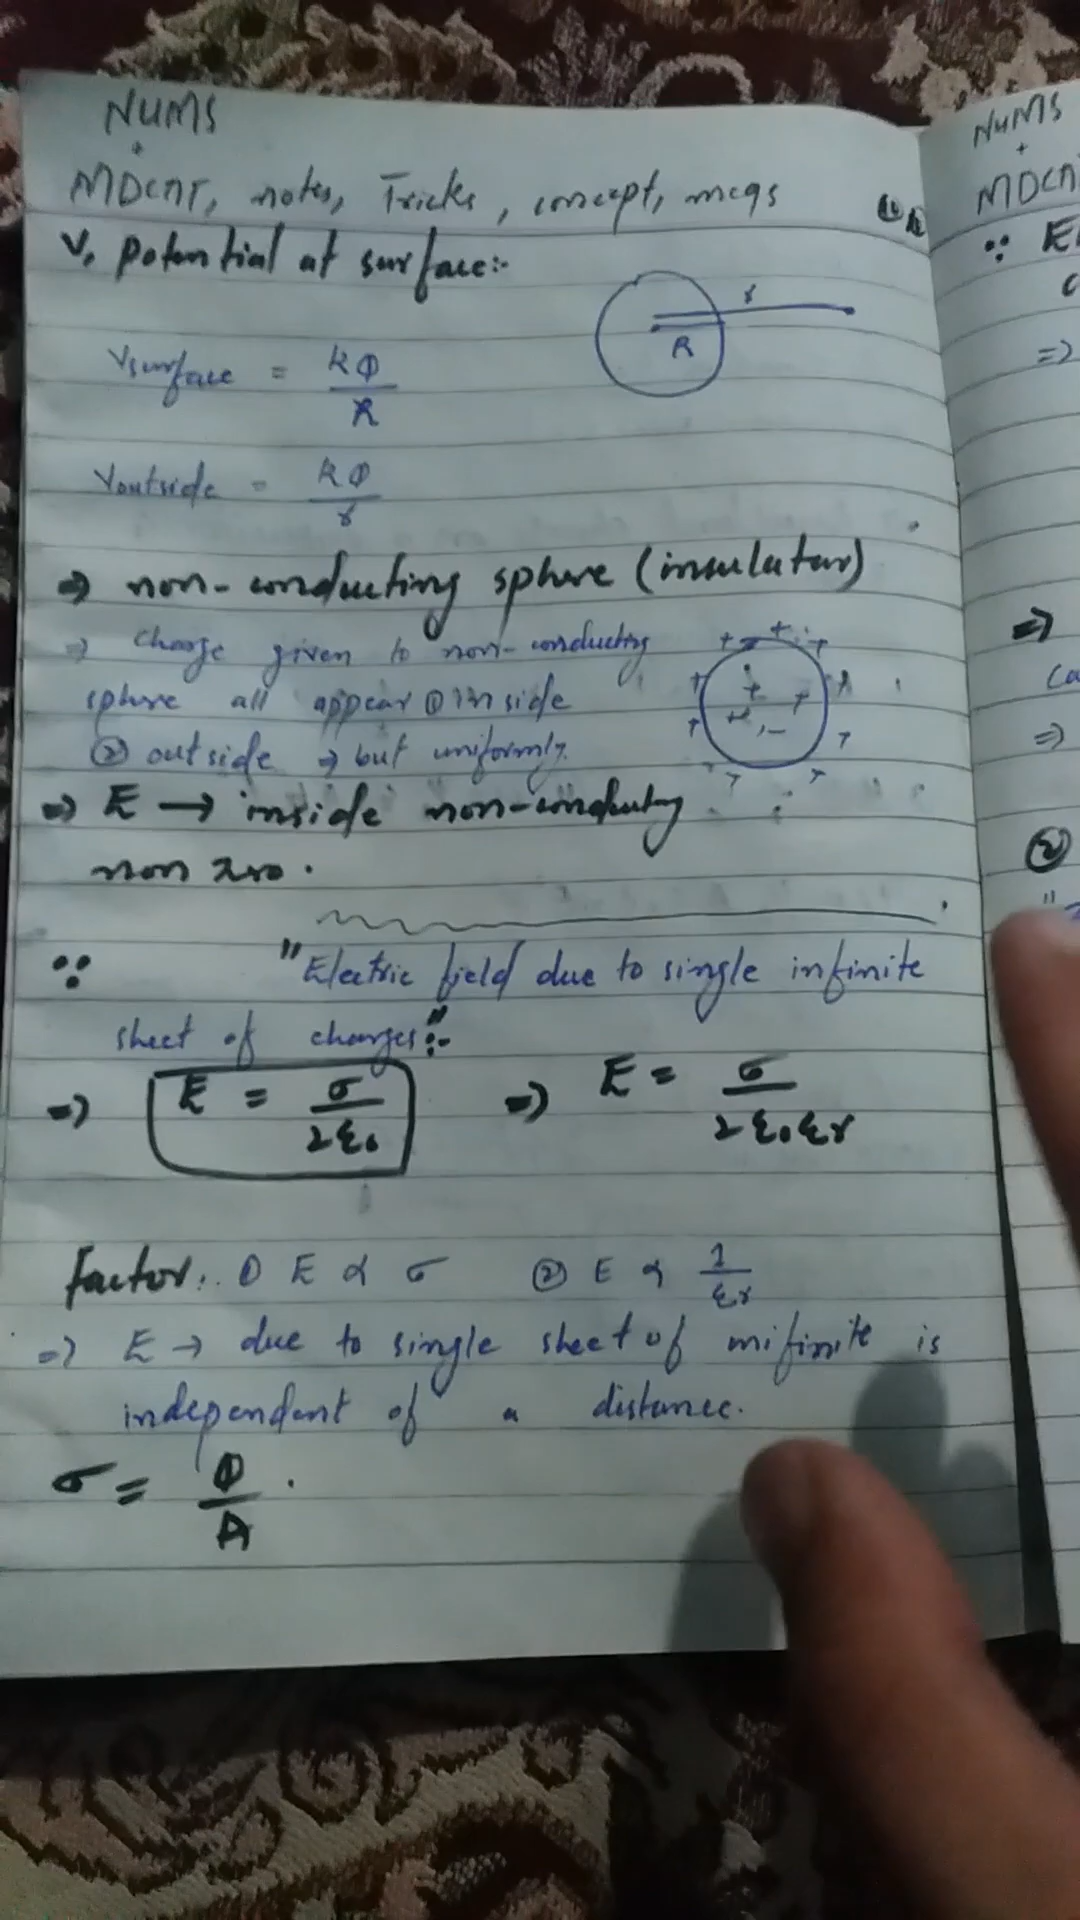 NUMS
+
MDCAT, notes, Tricks, concept, mcqs
V, potential at surface:-
r
R
Vsurface = kQ/R
Voutside = kQ/r
⇒ non-conducting sphere (insulator)
⇒ Charge given to non-conducting
sphere all appear ① inside
② outside → but uniformly.
⇒ E → inside non-conducting
non zero.
"Electric field due to single infinite
sheet of charges":-
⇒ E = σ/2ε₀ ⇒ E = σ/2ε₀εr
factor:. ① E ∝ σ ② E ∝ 1/εr
⇒ E → due to single sheet of infinite is
independent of a distance.
σ = Q/A.
NUMS
+
MDCA
∵ E
⇒
⇒
⇒
②